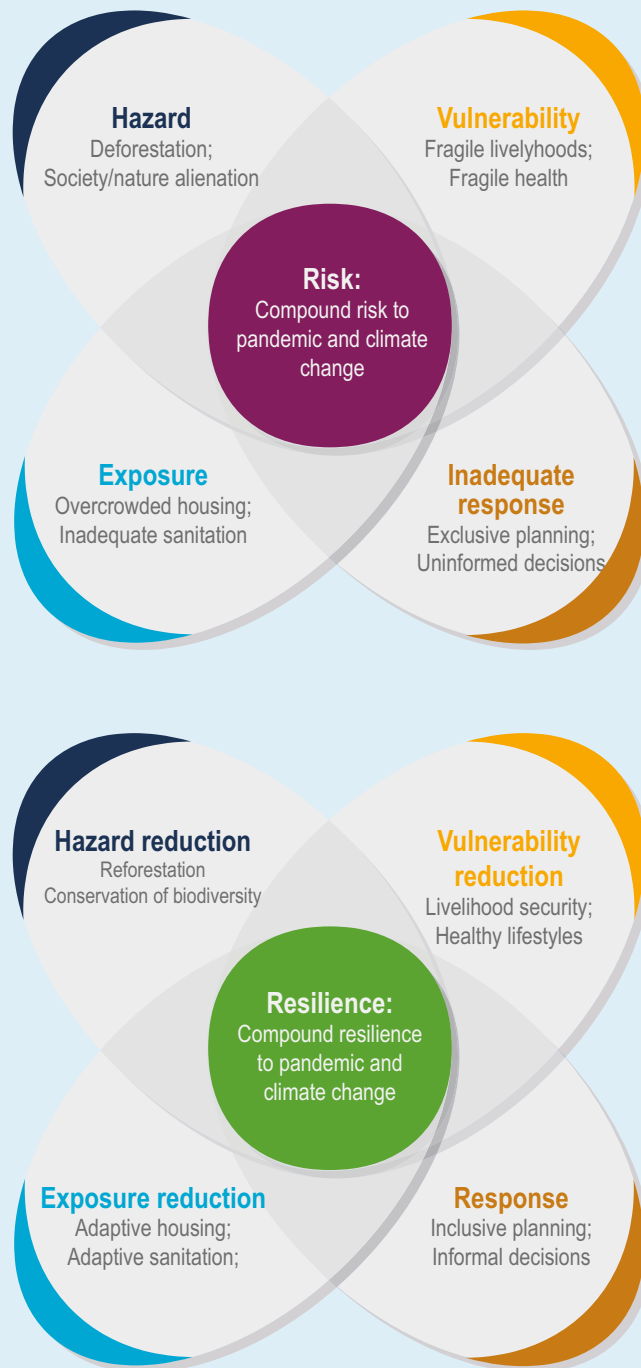 Hazard
Deforestation;
Society/nature alienation
Vulnerability
Fragile livelyhoods;
Fragile health
Risk:
Compound risk to
pandemic and climate
change
Exposure
Overcrowded housing;
Inadequate sanitation
Inadequate
response
Exclusive planning;
Uninformed decisions
Hazard reduction
Reforestation
Conservation of biodiversity
Vulnerability
reduction
Livelihood security;
Healthy lifestyles
Resilience:
Compound resilience
to pandemic and
climate change
Exposure reduction
Adaptive housing;
Adaptive sanitation;
Response
Inclusive planning;
Informal decisions